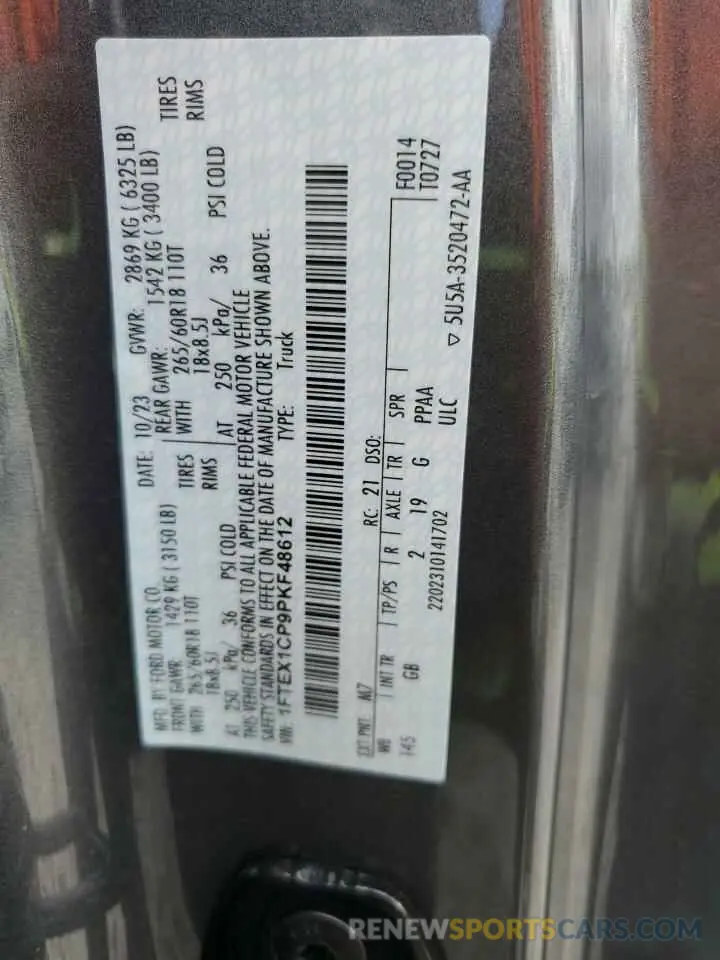 MFD. BY FORD MOTOR CO. DATE: 10/23 GVWR: 2869 KG ( 6325 LB)
FRONT GAWR: 1429 KG ( 3150 LB) REAR GAWR: 1542 KG ( 3400 LB)
WITH 265/60R18 110T TIRES WITH 265/60R18 110T TIRES
18x8.5J RIMS 18x8.5J RIMS
AT 250 kPa/ 36 PSI COLD AT 250 kPa/ 36 PSI COLD
THIS VEHICLE CONFORMS TO ALL APPLICABLE FEDERAL MOTOR VEHICLE
SAFETY STANDARDS IN EFFECT ON THE DATE OF MANUFACTURE SHOWN ABOVE.
VIN: 1FTEX1CP9PKF48612 TYPE: Truck
EXT PNT: M7 RC: 21 DSO: F0014
WB INT TR TP/PS R AXLE TR SPR T0727
145 GB 2 19 G PPAA
2202310141702 ULC ▽ 5U5A-3520472-AA
RENEWSPORTSCARS.COM